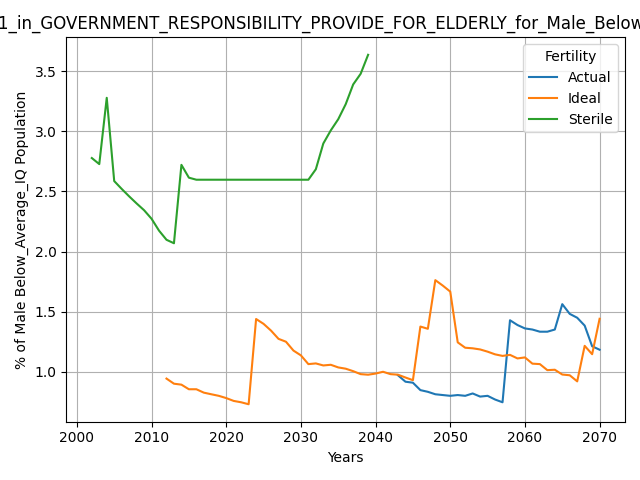 1_in_GOVERNMENT_RESPONSIBILITY_PROVIDE_FOR_ELDERLY_for_Male_Below
Fertility
Actual
Ideal
Sterile
% of Male Below_Average_IQ Population
3.5
3.0
2.5
2.0
1.5
1.0
2000 2010 2020 2030 2040 2050 2060 2070
Years